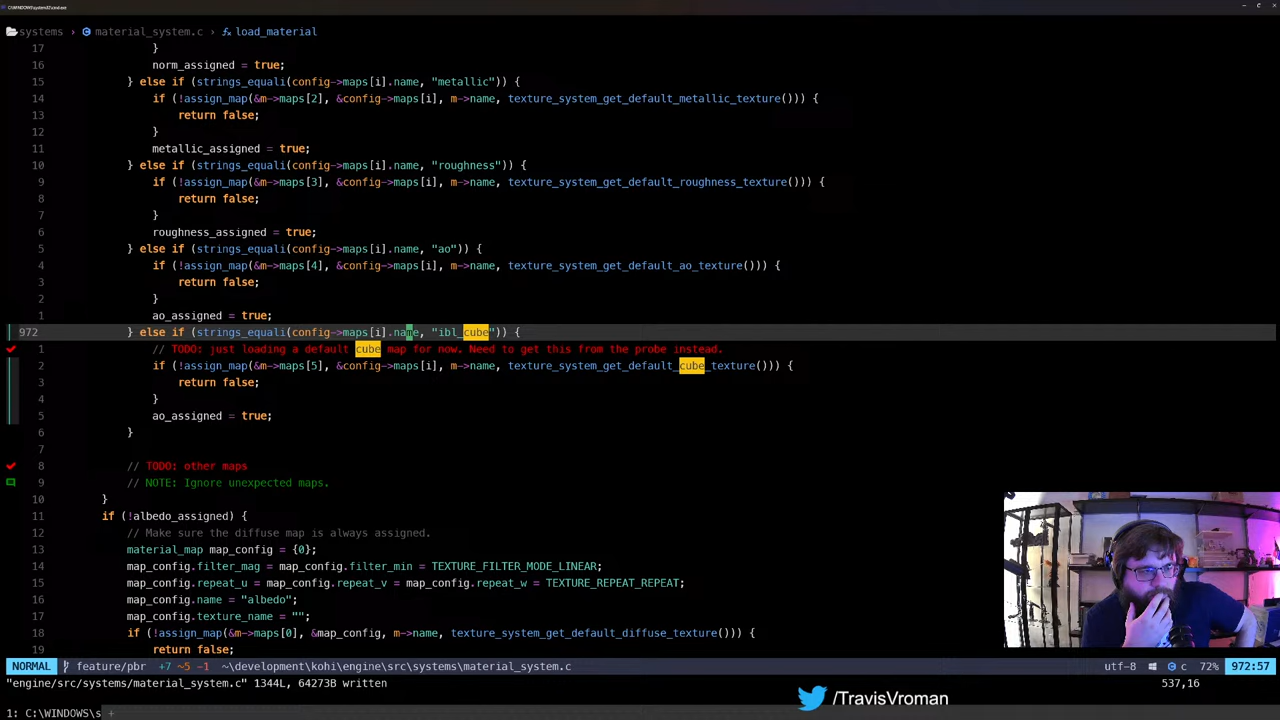 C:\WINDOWS\system32\cmd.exe
systems › material_system.c › load_material
17 }
16 norm_assigned = true;
15 } else if (strings_equali(config->maps[i].name, "metallic")) {
14 if (!assign_map(&m->maps[2], &config->maps[i], m->name, texture_system_get_default_metallic_texture())) {
13 return false;
12 }
11 metallic_assigned = true;
10 } else if (strings_equali(config->maps[i].name, "roughness")) {
9 if (!assign_map(&m->maps[3], &config->maps[i], m->name, texture_system_get_default_roughness_texture())) {
8 return false;
7 }
6 roughness_assigned = true;
5 } else if (strings_equali(config->maps[i].name, "ao")) {
4 if (!assign_map(&m->maps[4], &config->maps[i], m->name, texture_system_get_default_ao_texture())) {
3 return false;
2 }
1 ao_assigned = true;
972 } else if (strings_equali(config->maps[i].name, "ibl_cube")) {
1 // TODO: just loading a default cube map for now. Need to get this from the probe instead.
2 if (!assign_map(&m->maps[5], &config->maps[i], m->name, texture_system_get_default_cube_texture())) {
3 return false;
4 }
5 ao_assigned = true;
6 }
7
8 // TODO: other maps
9 // NOTE: Ignore unexpected maps.
10 }
11 if (!albedo_assigned) {
12 // Make sure the diffuse map is always assigned.
13 material_map map_config = {0};
14 map_config.filter_mag = map_config.filter_min = TEXTURE_FILTER_MODE_LINEAR;
15 map_config.repeat_u = map_config.repeat_v = map_config.repeat_w = TEXTURE_REPEAT_REPEAT;
16 map_config.name = "albedo";
17 map_config.texture_name = "";
18 if (!assign_map(&m->maps[0], &map_config, m->name, texture_system_get_default_diffuse_texture())) {
19 return false;
NORMAL feature/pbr +7 ~5 -1 ~\development\kohi\engine\src\systems\material_system.c utf-8 c 72% 972:57
"engine/src/systems/material_system.c" 1344L, 64273B written 537,16
/TravisVroman
1: C:\WINDOWS\s +